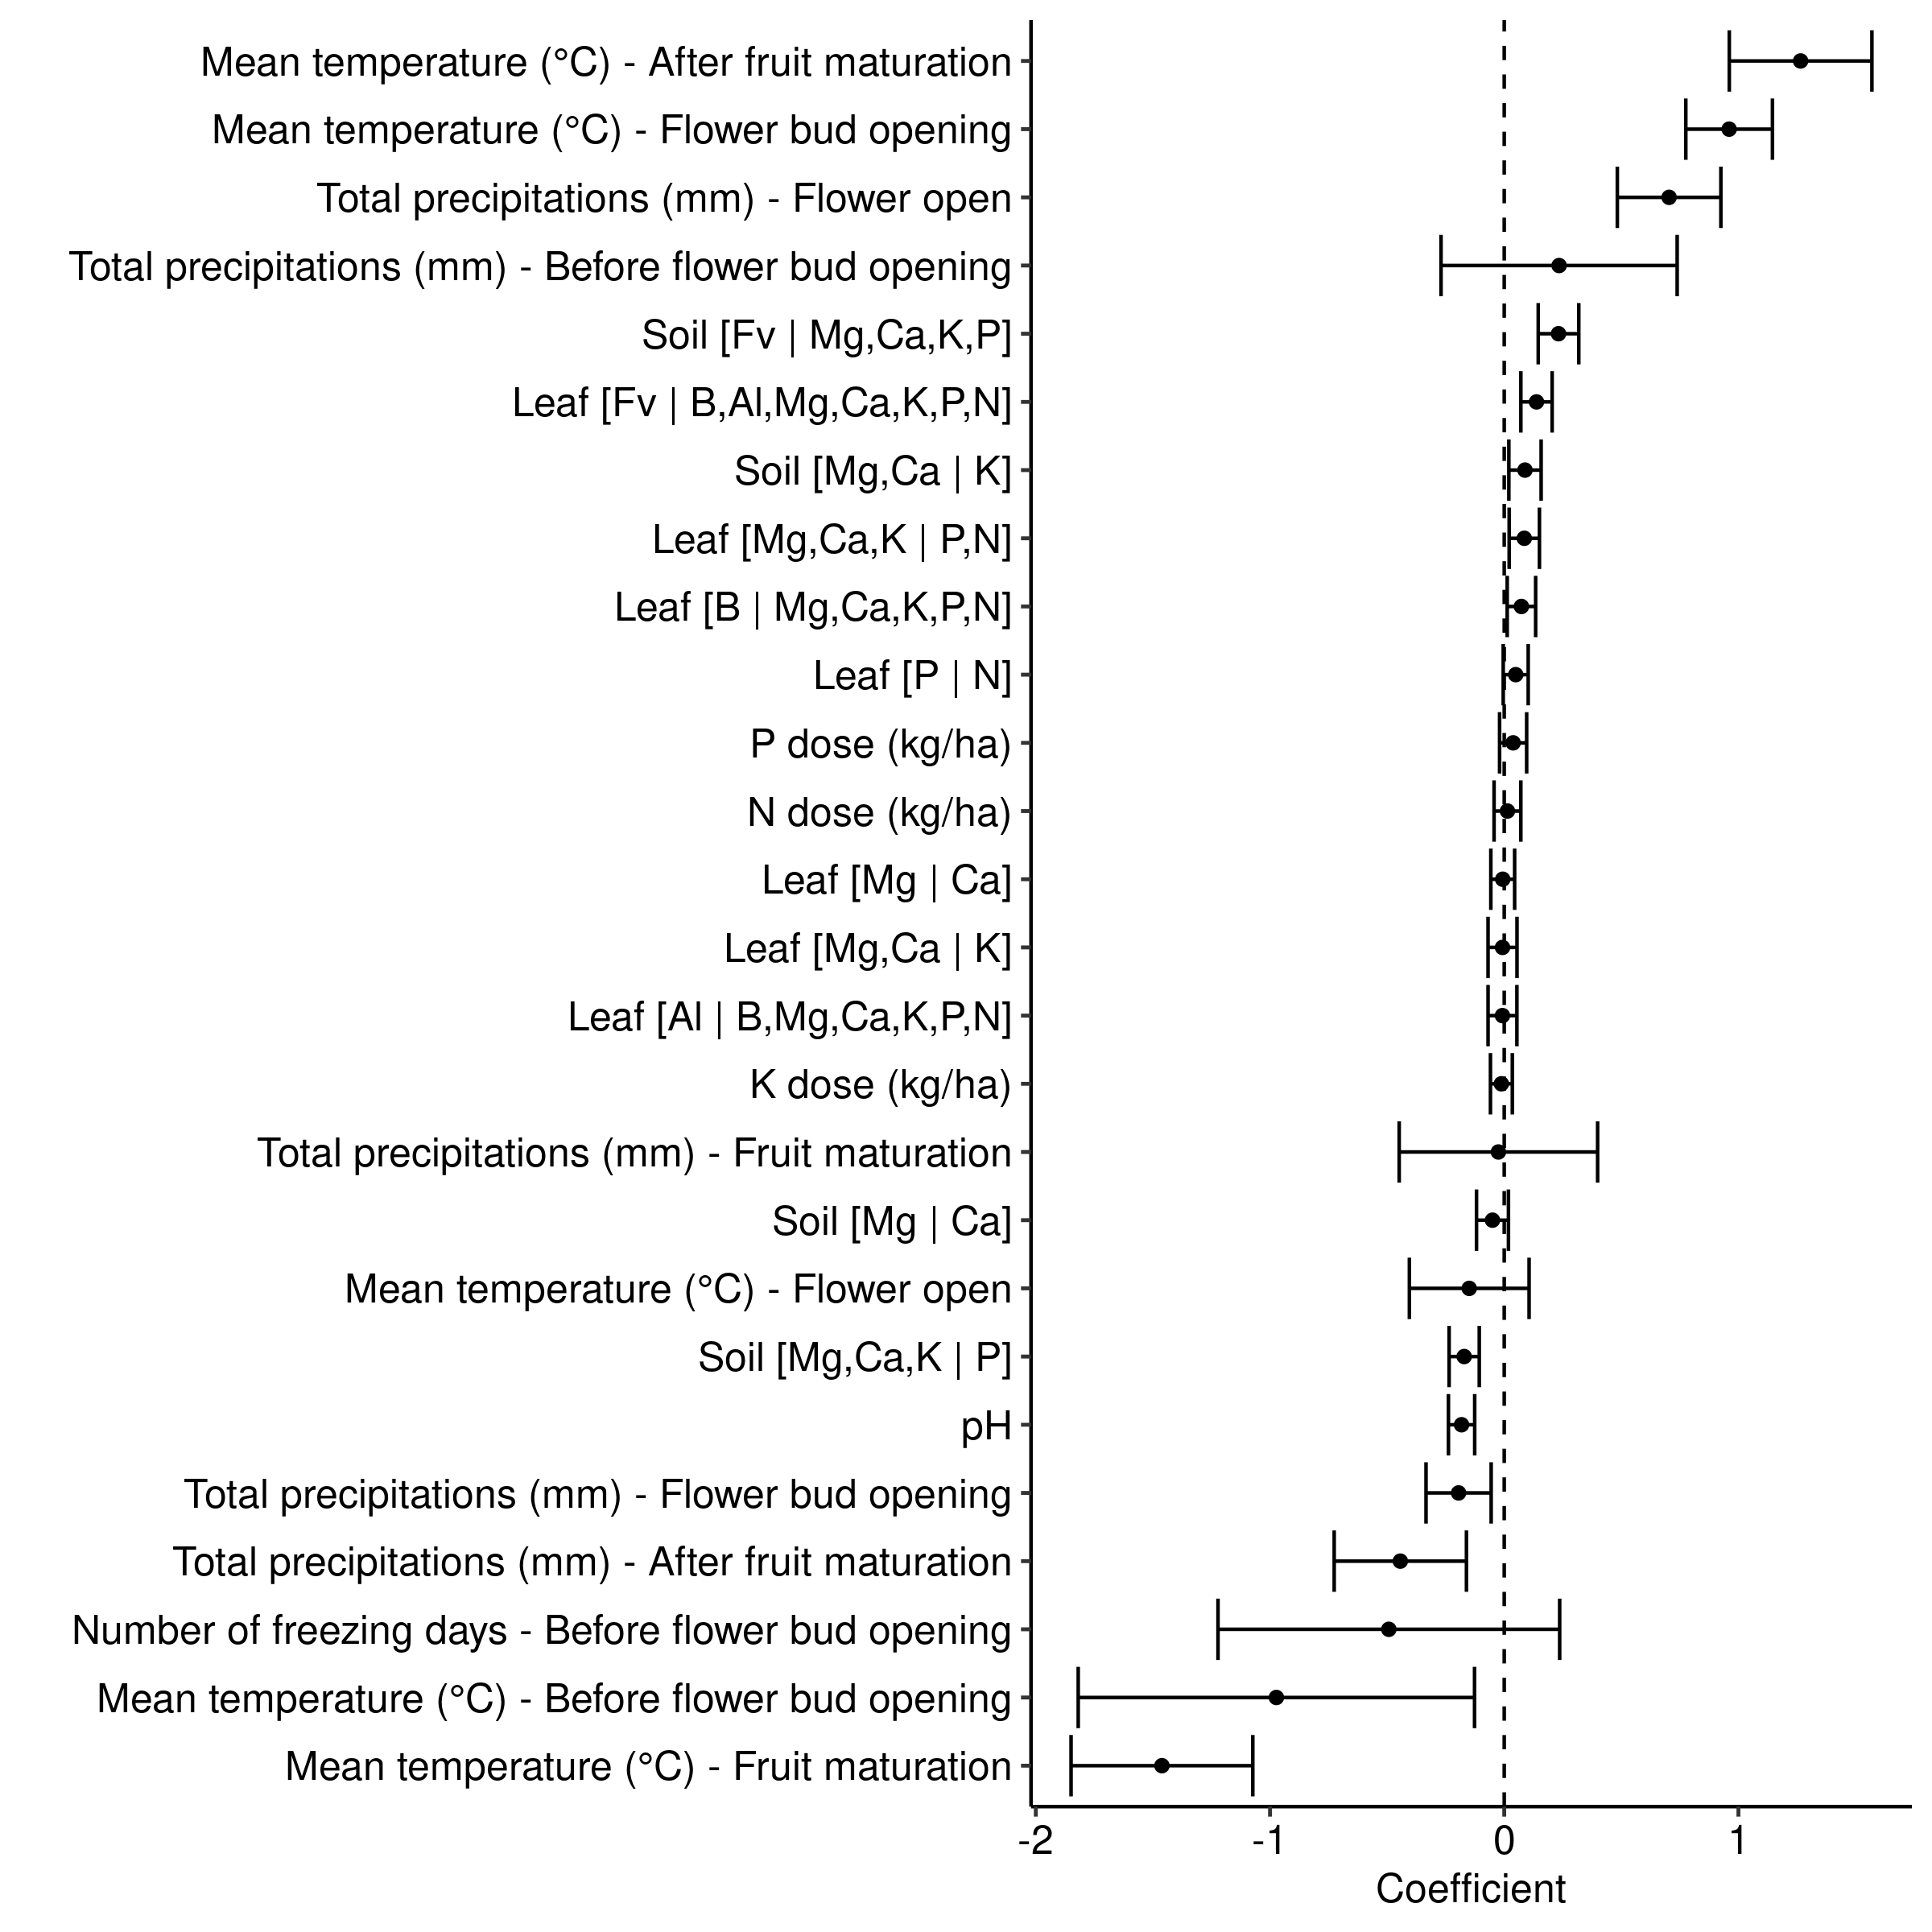 Mean temperature (°C) - After fruit maturation
Mean temperature (°C) - Flower bud opening
Total precipitations (mm) - Flower open
Total precipitations (mm) - Before flower bud opening
Soil [Fv | Mg,Ca,K,P]
Leaf [Fv | B,Al,Mg,Ca,K,P,N]
Soil [Mg,Ca | K]
Leaf [Mg,Ca,K | P,N]
Leaf [B | Mg,Ca,K,P,N]
Leaf [P | N]
P dose (kg/ha)
N dose (kg/ha)
Leaf [Mg | Ca]
Leaf [Mg,Ca | K]
Leaf [Al | B,Mg,Ca,K,P,N]
K dose (kg/ha)
Total precipitations (mm) - Fruit maturation
Soil [Mg | Ca]
Mean temperature (°C) - Flower open
Soil [Mg,Ca,K | P]
pH
Total precipitations (mm) - Flower bud opening
Total precipitations (mm) - After fruit maturation
Number of freezing days - Before flower bud opening
Mean temperature (°C) - Before flower bud opening
Mean temperature (°C) - Fruit maturation
-2 -1 0 1
Coefficient